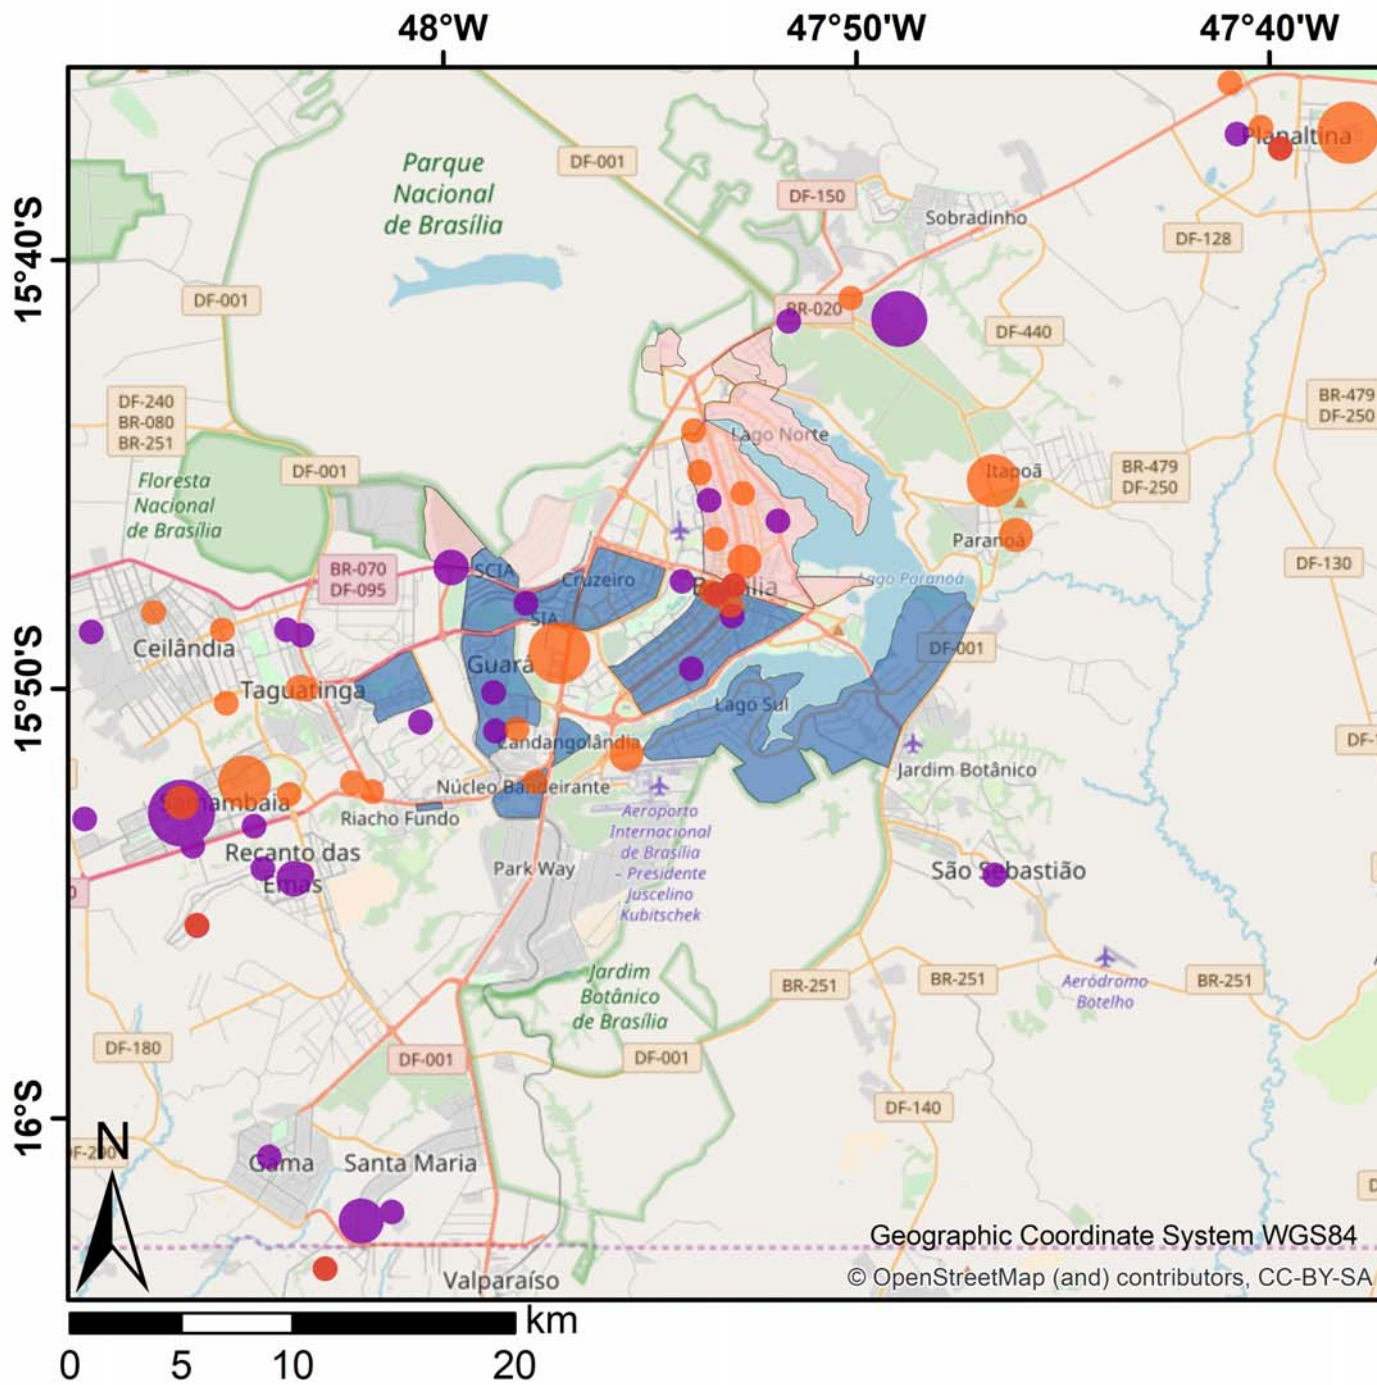 48°W
47°50'W
47°40'W
Parque
Nacional
de Brasília
DF-001
DF-150
Sobradinho
Planaltina
DF-128
15°40'S
DF-001
BR-020
DF-440
DF-240
BR-080
BR-251
BR-479
DF-250
Lago Norte
Floresta
Nacional
de Brasília
DF-001
Itapoã
BR-479
DF-250
Paranoá
BR-070
DF-095
SCIA
Cruzeiro
Lago Paranoá
DF-130
Brasília
SIA
Ceilândia
Guará
DF-001
15°50'S
Taguatinga
Lago Sul
Candangolândia
Jardim Botânico
Núcleo Bandeirante
Samambaia
Riacho Fundo
Aeroporto
Internacional
de Brasília
– Presidente
Juscelino
Kubitschek
Recanto das
Emas
Park Way
São Sebastião
Jardim
Botânico
de Brasília
BR-251
BR-251
BR-251
Aeródromo
Botelho
DF-180
DF-001
DF-001
DF-140
16°S
N
Gama
Santa Maria
Valparaíso
Geographic Coordinate System WGS84
© OpenStreetMap (and) contributors, CC-BY-SA
km
0 5 10 20